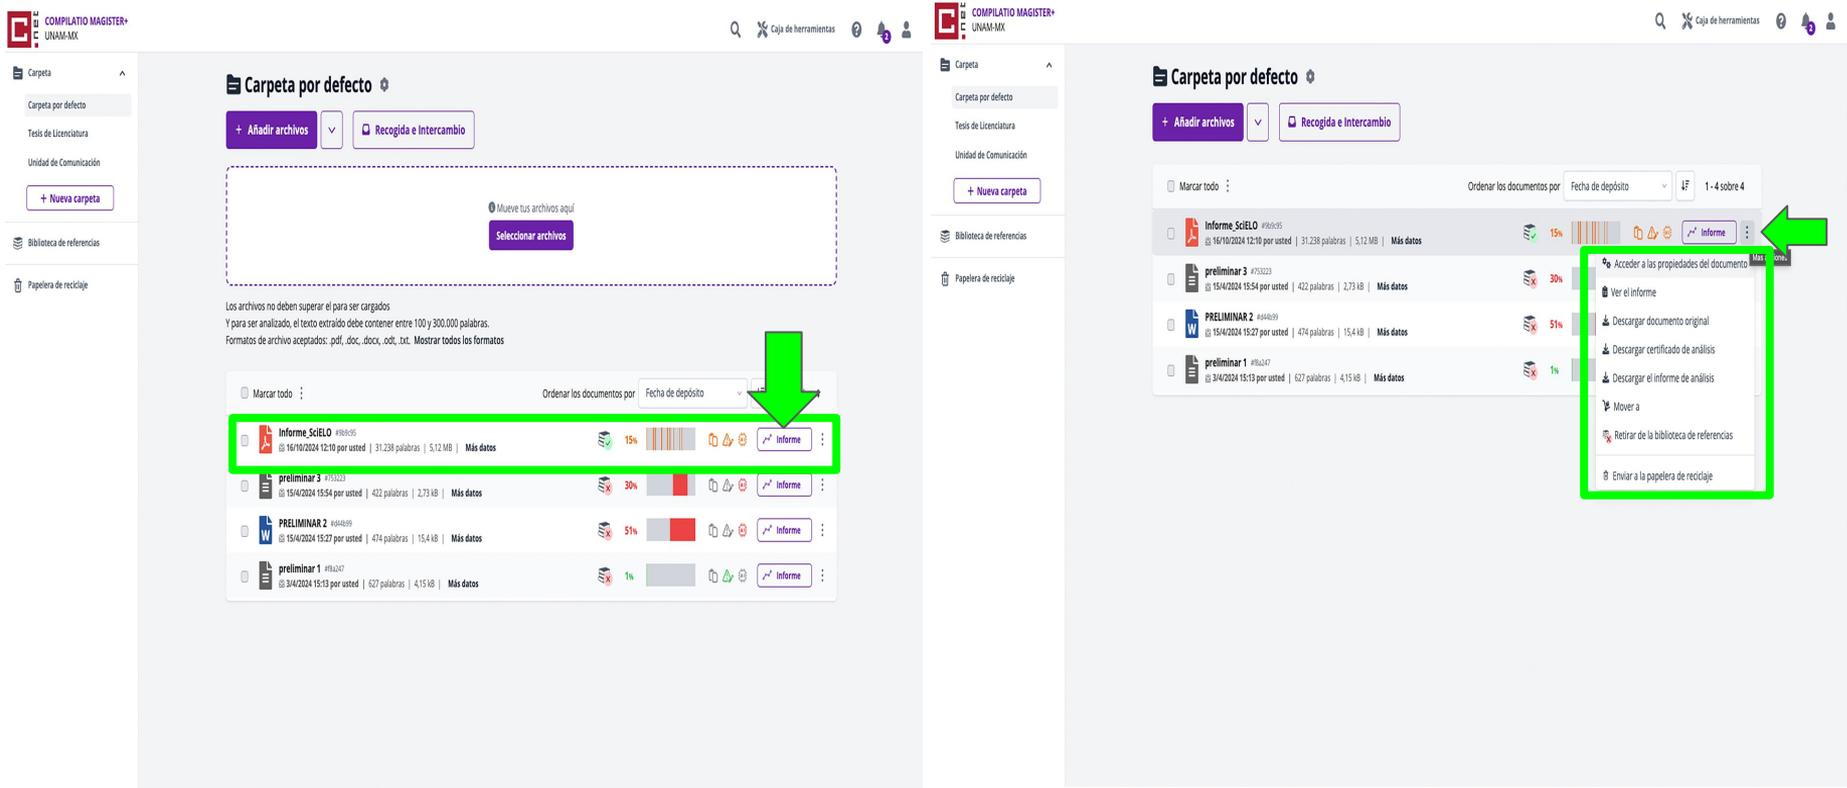 COMPILATIO MAGISTER+
UNAM-MX
Caja de herramientas
2
Carpeta
Carpeta por defecto
Tesis de Licenciatura
Unidad de Comunicación
+ Nueva carpeta
Biblioteca de referencias
Papelera de reciclaje
Carpeta por defecto
+ Añadir archivos
Recogida e Intercambio
Mueve tus archivos aquí
Seleccionar archivos
Los archivos no deben superar el para ser cargados
Y para ser analizado, el texto extraído debe contener entre 100 y 300.000 palabras.
Formatos de archivo aceptados: .pdf, .doc, .docx, .odt, .txt. Mostrar todos los formatos
Marcar todo
Ordenar los documentos por Fecha de depósito
Informe_SciELO #9b9c95
16/10/2024 12:10 por usted | 31.238 palabras | 5,12 MB | Más datos
15% Informe
preliminar 3 #753223
15/4/2024 15:54 por usted | 422 palabras | 2,73 kB | Más datos
30% Informe
PRELIMINAR 2 #d44b99
15/4/2024 15:27 por usted | 474 palabras | 15,4 kB | Más datos
51% Informe
preliminar 1 #f8a247
3/4/2024 15:13 por usted | 627 palabras | 4,15 kB | Más datos
1% Informe
COMPILATIO MAGISTER+
UNAM-MX
Caja de herramientas
2
Carpeta
Carpeta por defecto
Tesis de Licenciatura
Unidad de Comunicación
+ Nueva carpeta
Biblioteca de referencias
Papelera de reciclaje
Carpeta por defecto
+ Añadir archivos
Recogida e Intercambio
Marcar todo
Ordenar los documentos por Fecha de depósito 1 - 4 sobre 4
Informe_SciELO #9b9c95
16/10/2024 12:10 por usted | 31.238 palabras | 5,12 MB | Más datos
15% Informe
preliminar 3 #753223
15/4/2024 15:54 por usted | 422 palabras | 2,73 kB | Más datos
30%
PRELIMINAR 2 #d44b99
15/4/2024 15:27 por usted | 474 palabras | 15,4 kB | Más datos
51%
preliminar 1 #f8a247
3/4/2024 15:13 por usted | 627 palabras | 4,15 kB | Más datos
1%
Acceder a las propiedades del documento
Ver el informe
Descargar documento original
Descargar certificado de análisis
Descargar el informe de análisis
Mover a
Retirar de la biblioteca de referencias
Enviar a la papelera de reciclaje